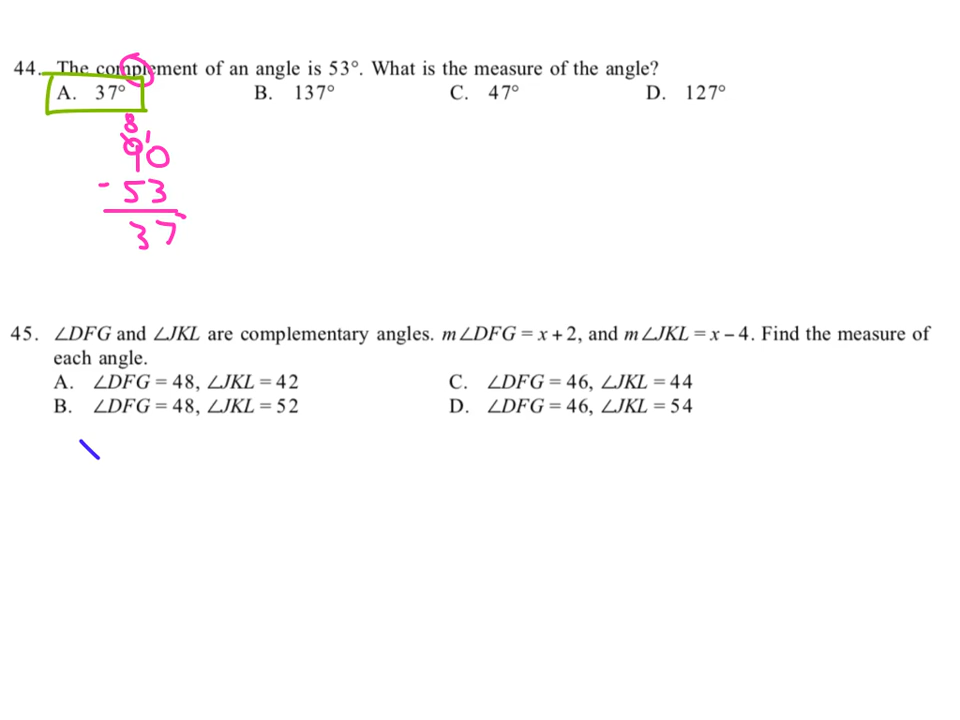 44. The complement of an angle is 53°. What is the measure of the angle?
A. 37° B. 137° C. 47° D. 127°
8
9 10
- 53
37
45. ∠DFG and ∠JKL are complementary angles. m∠DFG = x + 2, and m∠JKL = x – 4. Find the measure of
each angle.
A. ∠DFG = 48, ∠JKL = 42 C. ∠DFG = 46, ∠JKL = 44
B. ∠DFG = 48, ∠JKL = 52 D. ∠DFG = 46, ∠JKL = 54